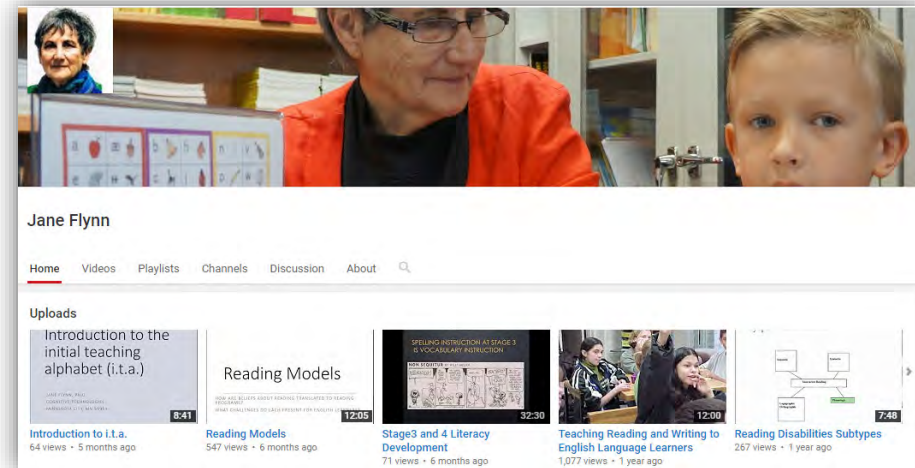 Jane Flynn
Home Videos Playlists Channels Discussion About
Uploads
Introduction to the
initial teaching
alphabet (i.t.a.)
8:41
Introduction to i.t.a.
64 views • 5 months ago
Reading Models
12:05
Reading Models
547 views • 6 months ago
SPELLING INSTRUCTION AT STAGE 3
IS VOCABULARY INSTRUCTION
NON SEQUITUR
32:30
Stage3 and 4 Literacy
Development
71 views • 6 months ago
12:00
Teaching Reading and Writing to
English Language Learners
1,077 views • 1 year ago
7:48
Reading Disabilities Subtypes
267 views • 1 year ago